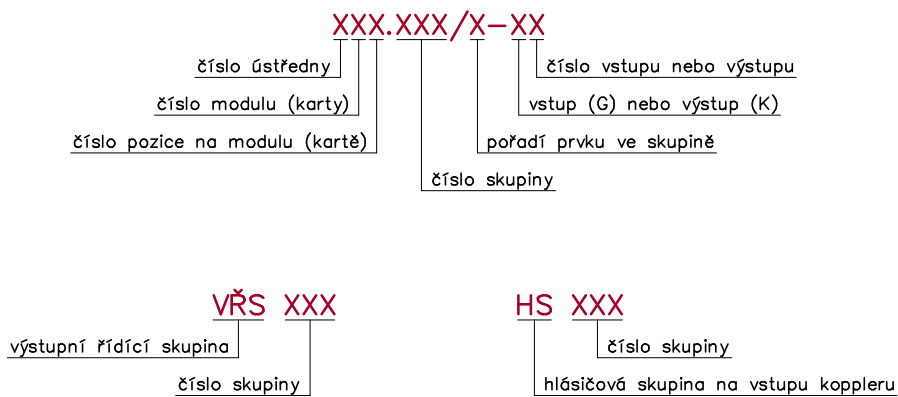 XXX.XXX/X-XX
číslo ústředny
číslo vstupu nebo výstupu
číslo modulu (karty)
vstup (G) nebo výstup (K)
číslo pozice na modulu (kartě)
pořadí prvku ve skupině
číslo skupiny
VŘS XXX
HS XXX
výstupní řídící skupina
číslo skupiny
číslo skupiny
hlásičová skupina na vstupu koppleru